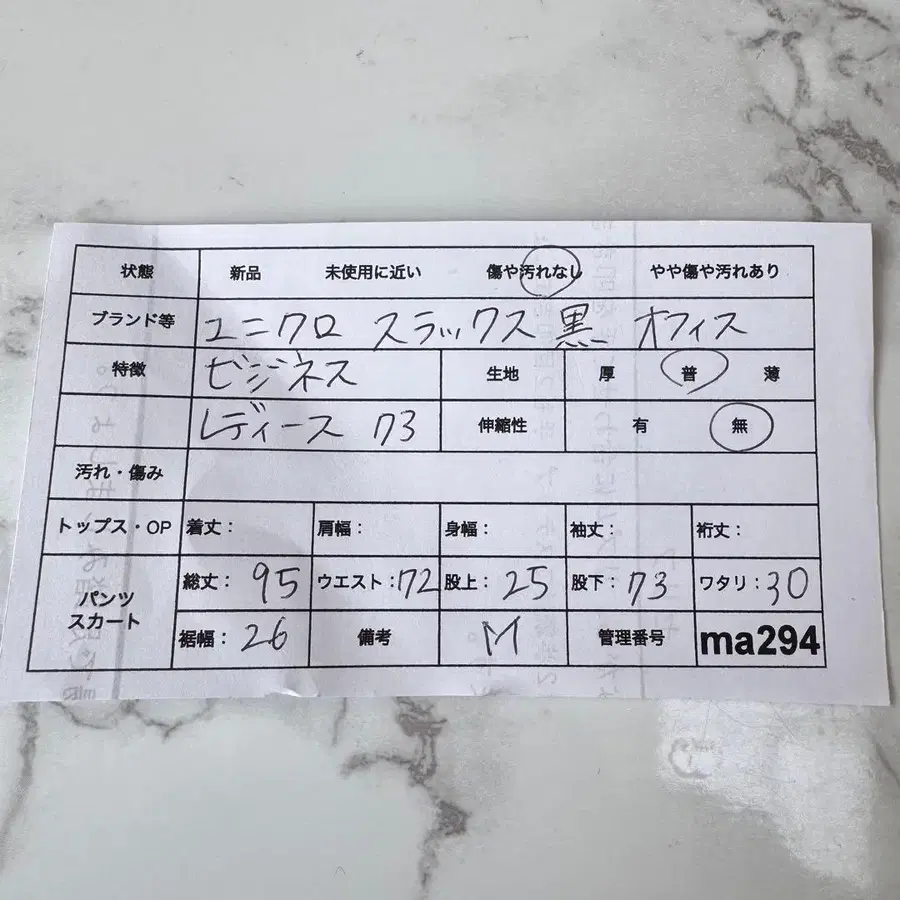 状態 新品 未使用に近い 傷や汚れなし やや傷や汚れあり
ブランド等 ユニクロ スラックス 黒 オフィス
特徴 ビジネス 生地 厚 普 薄
レディース 73 伸縮性 有 無
汚れ・傷み
トップス・OP 着丈： 肩幅： 身幅： 袖丈： 裄丈：
パンツ スカート 総丈： 95 ウエスト：72 股上： 25 股下： 73 ワタリ：30
裾幅： 26 備考 M 管理番号 ma294